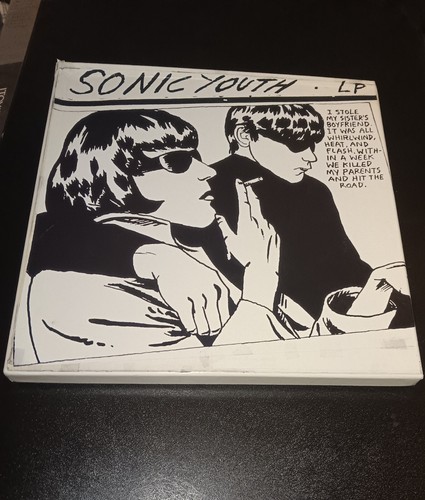 SONIC YOUTH · LP
I STOLE
MY SISTER'S
BOYFRIEND.
IT WAS ALL
WHIRLWIND,
HEAT, AND
FLASH. WITH-
IN A WEEK
WE KILLED
MY PARENTS
AND HIT THE
ROAD.